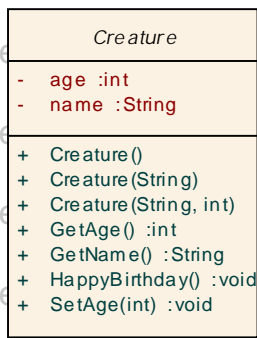 Creature
- age :int
- name :String
+ Creature()
+ Creature(String)
+ Creature(String, int)
+ GetAge() :int
+ GetName() :String
+ HappyBirthday() :void
+ SetAge(int) :void